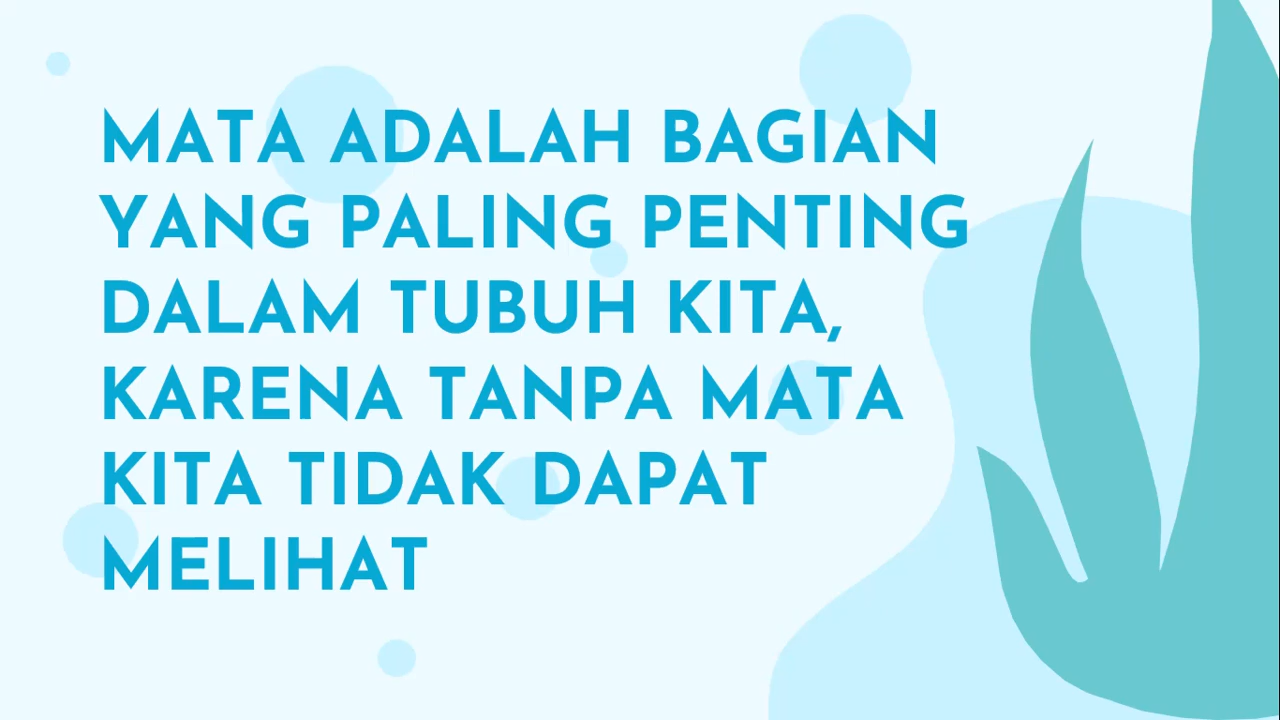 MATA ADALAH BAGIAN
YANG PALING PENTING
DALAM TUBUH KITA,
KARENA TANPA MATA
KITA TIDAK DAPAT
MELIHAT